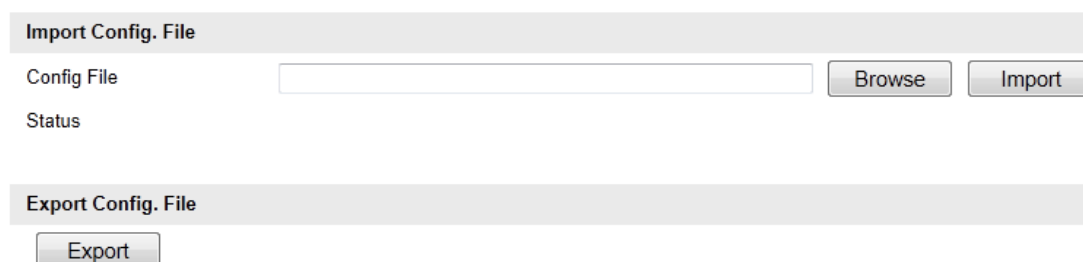 Import Config. File
Config File Browse Import
Status
Export Config. File
Export